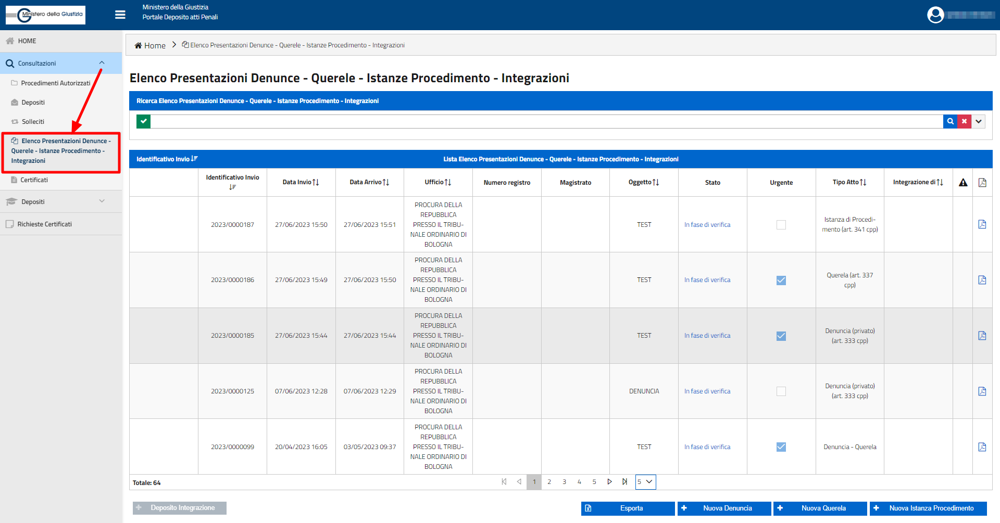 Ministero della Giustizia
Ministero della Giustizia
Portale Deposito atti Penali
HOME
Consultazioni
Procedimenti Autorizzati
Depositi
Solleciti
Elenco Presentazioni Denunce -
Querele - Istanze Procedimento -
Integrazioni
Certificati
Depositi
Richieste Certificati
Home
Elenco Presentazioni Denunce - Querele - Istanze Procedimento - Integrazioni
Elenco Presentazioni Denunce - Querele - Istanze Procedimento - Integrazioni
Ricerca Elenco Presentazioni Denunce - Querele - Istanze Procedimento - Integrazioni
Identificativo Invio
Lista Elenco Presentazioni Denunce - Querele - Istanze Procedimento - Integrazioni
Identificativo Invio
Data Invio
Data Arrivo
Ufficio
Numero registro
Magistrato
Oggetto
Stato
Urgente
Tipo Atto
Integrazione di
2023/0000187
27/06/2023 15:50
27/06/2023 15:51
PROCURA DELLA
REPUBBLICA
PRESSO IL TRIBU-
NALE ORDINARIO DI
BOLOGNA
TEST
In fase di verifica
Istanza di Procedi-
mento (art. 341 cpp)
2023/0000186
27/06/2023 15:49
27/06/2023 15:50
PROCURA DELLA
REPUBBLICA
PRESSO IL TRIBU-
NALE ORDINARIO DI
BOLOGNA
TEST
In fase di verifica
Querela (art. 337
cpp)
2023/0000185
27/06/2023 15:44
27/06/2023 15:44
PROCURA DELLA
REPUBBLICA
PRESSO IL TRIBU-
NALE ORDINARIO DI
BOLOGNA
TEST
In fase di verifica
Denuncia (privato)
(art. 333 cpp)
2023/0000125
07/06/2023 12:28
07/06/2023 12:29
PROCURA DELLA
REPUBBLICA
PRESSO IL TRIBU-
NALE ORDINARIO DI
BOLOGNA
DENUNCIA
In fase di verifica
Denuncia (privato)
(art. 333 cpp)
2023/0000099
20/04/2023 16:05
03/05/2023 09:37
PROCURA DELLA
REPUBBLICA
PRESSO IL TRIBU-
NALE ORDINARIO DI
BOLOGNA
TEST
In fase di verifica
Denuncia - Querela
Totale: 64
1 2 3 4 5
5
Deposito Integrazione
Esporta
Nuova Denuncia
Nuova Querela
Nuova Istanza Procedimento